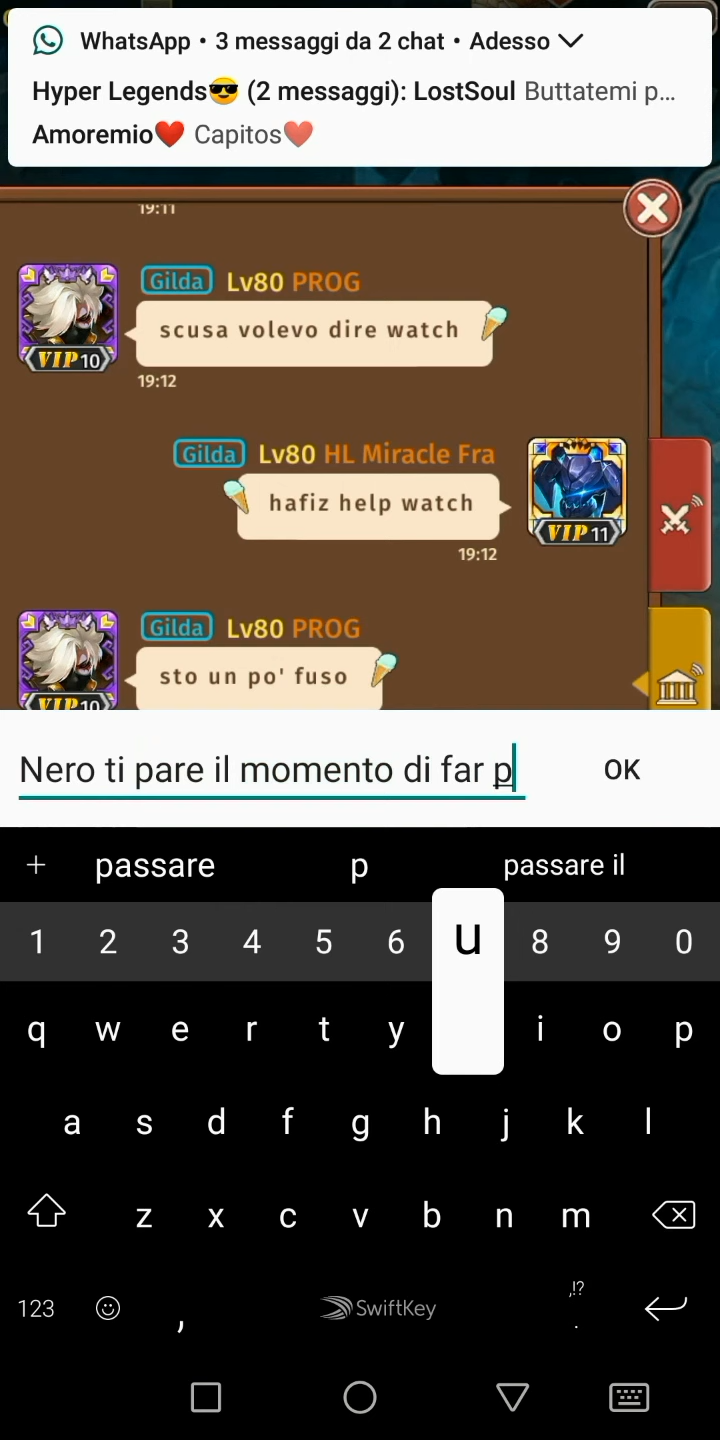 WhatsApp • 3 messaggi da 2 chat • Adesso
Hyper Legends😎 (2 messaggi): LostSoul Buttatemi p...
Amoremio❤️ Capitos❤️
19:11
Gilda Lv80 PROG
scusa volevo dire watch
VIP 10
19:12
Gilda Lv80 HL Miracle Fra
hafiz help watch
VIP 11
19:12
Gilda Lv80 PROG
sto un po' fuso
VIP 10
Nero ti pare il momento di far p
OK
+ passare p passare il
1 2 3 4 5 6 u 8 9 0
q w e r t y i o p
a s d f g h j k l
z x c v b n m
123 , SwiftKey ,!? .